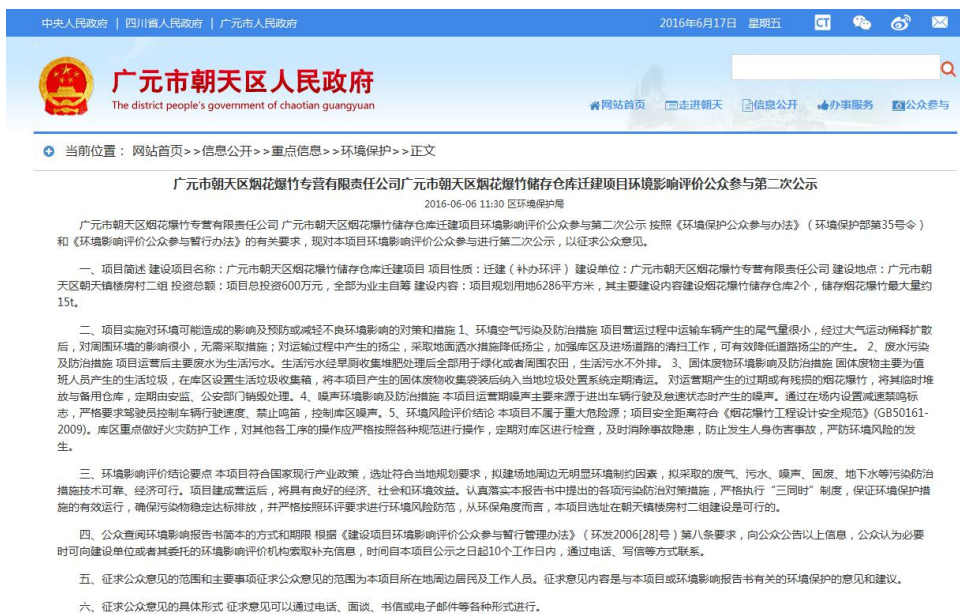 中央人民政府 | 四川省人民政府 | 广元市人民政府
2016年6月17日 星期五
广元市朝天区人民政府
The district people's government of chaotian guangyuan
网站首页 走进朝天 信息公开 办事服务 公众参与
当前位置： 网站首页>>信息公开>>重点信息>>环境保护>>正文
广元市朝天区烟花爆竹专营有限责任公司广元市朝天区烟花爆竹储存仓库迁建项目环境影响评价公众参与第二次公示
2016-06-06 11:30 区环境保护局
广元市朝天区烟花爆竹专营有限责任公司 广元市朝天区烟花爆竹储存仓库迁建项目环境影响评价公众参与第二次公示 按照《环境保护公众参与办法》（环境保护部第35号令）
和《环境影响评价公众参与暂行办法》的有关要求，现对本项目环境影响评价公众参与进行第二次公示，以征求公众意见。
一、项目简述 建设项目名称：广元市朝天区烟花爆竹储存仓库迁建项目 项目性质：迁建（补办环评） 建设单位：广元市朝天区烟花爆竹专营有限责任公司 建设地点：广元市朝
天区朝天镇楼房村二组 投资总额：项目总投资600万元，全部为业主自筹 建设内容：项目规划用地6286平方米，其主要建设内容建设烟花爆竹储存仓库2个，储存烟花爆竹最大量约
15t。
二、项目实施对环境可能造成的影响及预防或减轻不良环境影响的对策和措施 1、环境空气污染及防治措施 项目营运过程中运输车辆产生的尾气量很小，经过大气运动稀释扩散
后，对周围环境的影响很小，无需采取措施；对运输过程中产生的扬尘，采取地面洒水措施降低扬尘，加强库区及进场道路的清扫工作，可有效降低道路扬尘的产生。 2、废水污染
及防治措施 项目运营后主要废水为生活污水。生活污水经旱厕收集堆肥处理后全部用于绿化或者周围农田，生活污水不外排。 3、固体废物环境影响及防治措施 固体废物主要为值
班人员产生的生活垃圾，在库区设置生活垃圾收集箱，将本项目产生的固体废物收集袋装后纳入当地垃圾处置系统定期清运。 对运营期产生的过期或有残损的烟花爆竹，将其临时堆
放与备用仓库，定期由安监、公安部门销毁处理。4、噪声环境影响及防治措施 本项目运营期噪声主要来源于进出车辆行驶及怠速状态时产生的噪声。通过在场内设置减速禁鸣标
志，严格要求驾驶员控制车辆行驶速度、禁止鸣笛，控制库区噪声。5、环境风险评价结论 本项目不属于重大危险源；项目安全距离符合《烟花爆竹工程设计安全规范》(GB50161-
2009)。库区重点做好火灾防护工作，对其他各工序的操作应严格按照各种规范进行操作，定期对库区进行检查，及时消除事故隐患，防止发生人身伤害事故，严防环境风险的发
生。
三、环境影响评价结论要点 本项目符合国家现行产业政策，选址符合当地规划要求，拟建场地周边无明显环境制约因素，拟采取的废气、污水、噪声、固废、地下水等污染防治
措施技术可靠、经济可行。项目建成营运后，将具有良好的经济、社会和环境效益。认真落实本报告书中提出的各项污染防治对策措施，严格执行“三同时”制度，保证环境保护措
施的有效运行，确保污染物稳定达标排放，并严格按照环评要求进行环境风险防范，从环保角度而言，本项目选址在朝天镇楼房村二组建设是可行的。
四、公众查阅环境影响报告书简本的方式和期限 根据《建设项目环境影响评价公众参与暂行管理办法》（环发2006[28]号）第八条要求，向公众公告以上信息，公众认为必要
时可向建设单位或者其委托的环境影响评价机构索取补充信息，时间自本项目公示之日起10个工作日内，通过电话、写信等方式联系。
五、征求公众意见的范围和主要事项征求公众意见的范围为本项目所在地周边居民及工作人员。征求意见内容是与本项目或环境影响报告书有关的环境保护的意见和建议。
六、征求公众意见的具体形式 征求意见可以通过电话、面谈、书信或电子邮件等各种形式进行。